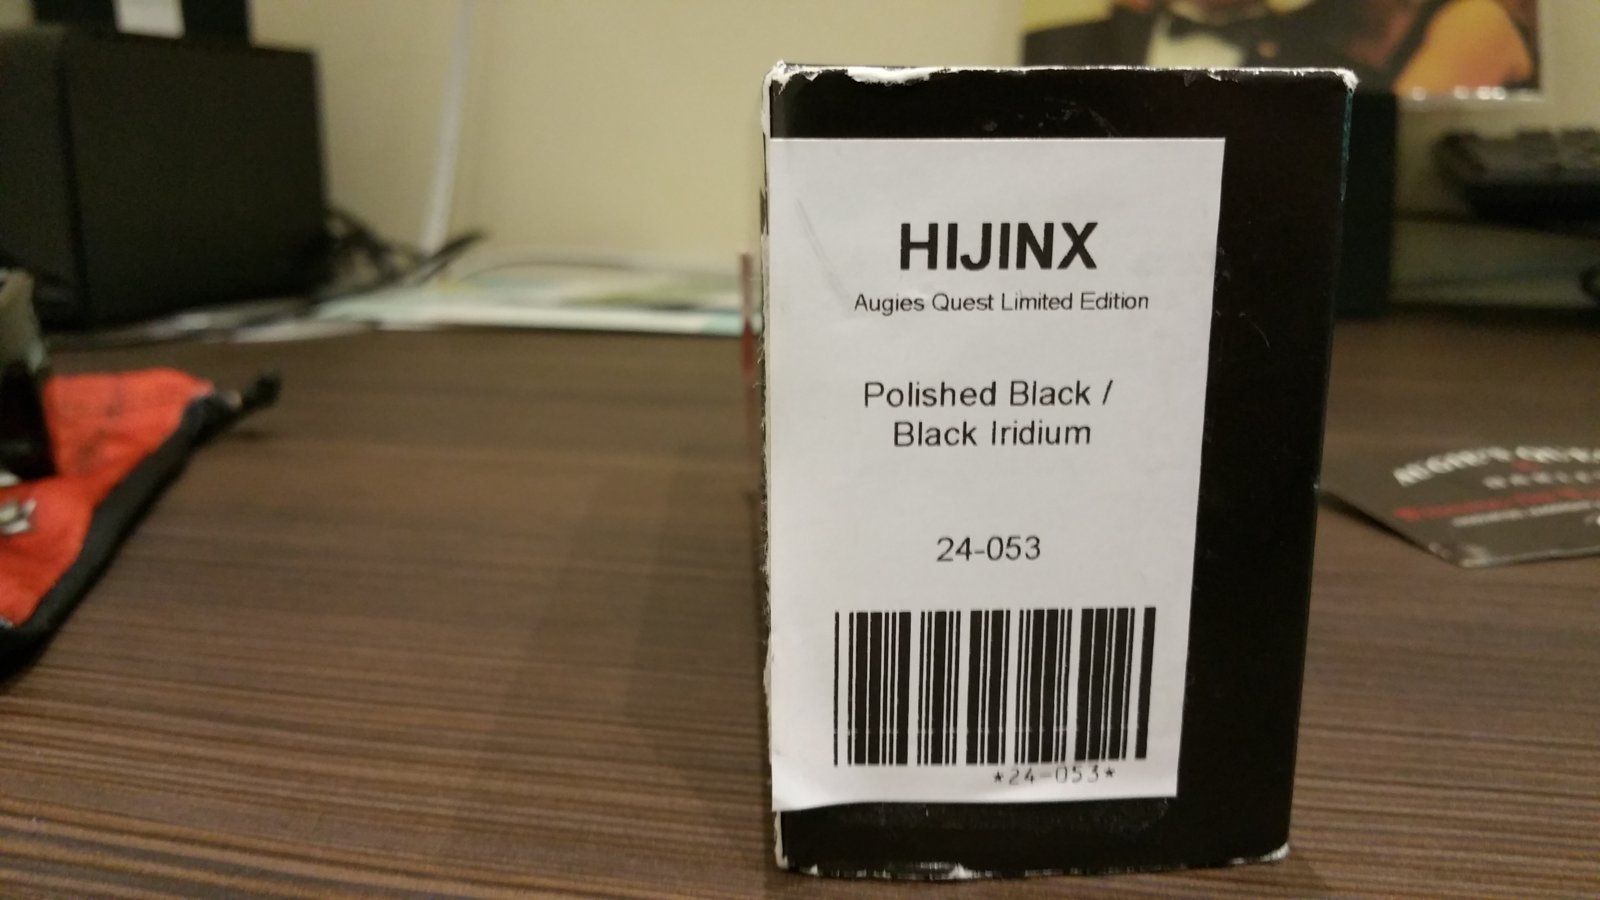 HIJINX
Augies Quest Limited Edition
Polished Black /
Black Iridium
24-053
*24-053*